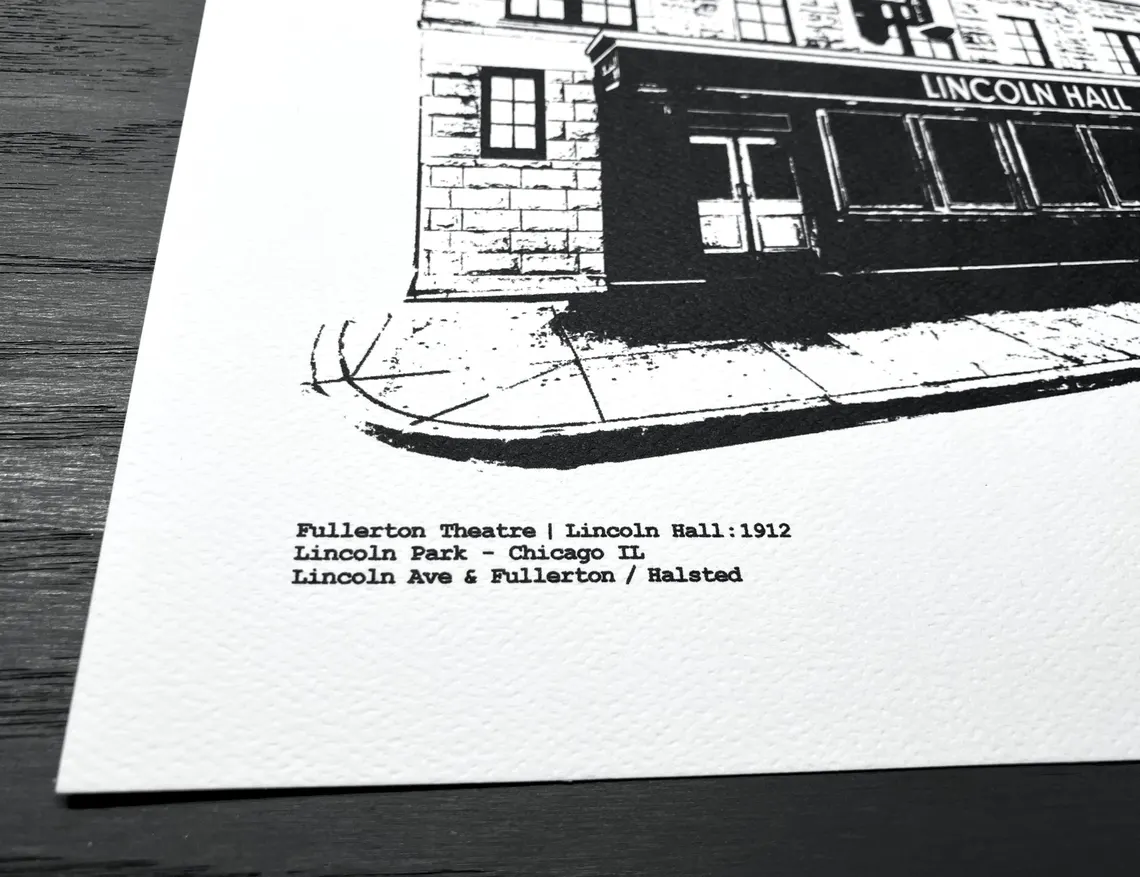 LINCOLN HALL
Fullerton Theatre | Lincoln Hall:1912
Lincoln Park - Chicago IL
Lincoln Ave & Fullerton / Halsted